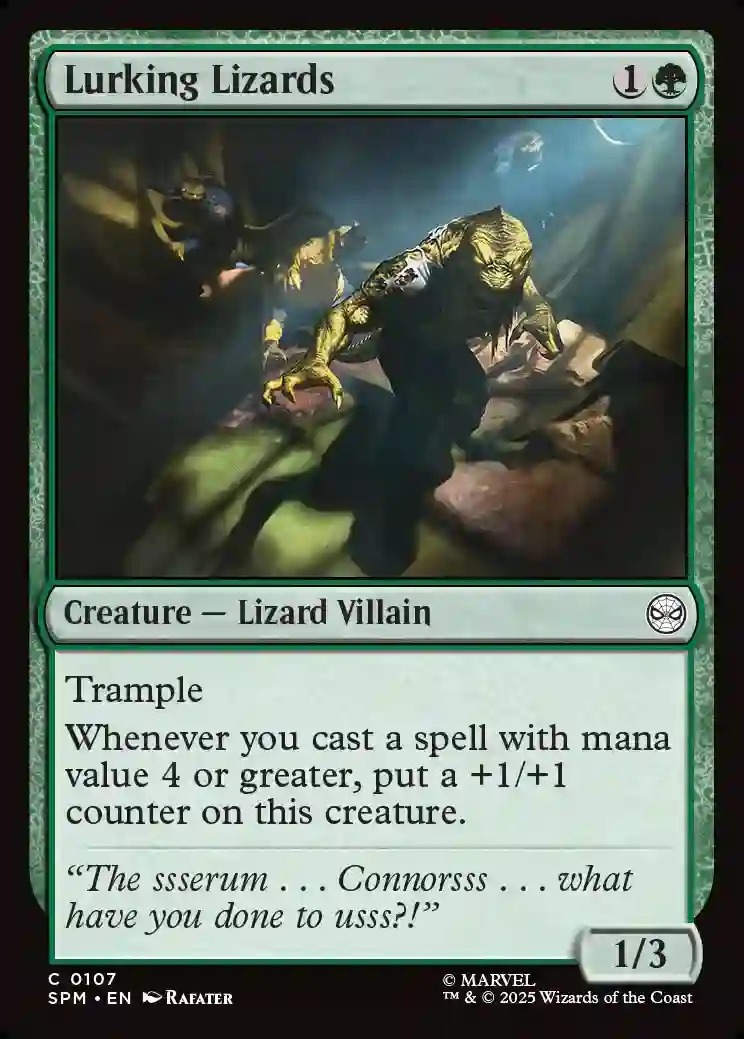 Lurking Lizards 1
Creature — Lizard Villain
Trample
Whenever you cast a spell with mana
value 4 or greater, put a +1/+1
counter on this creature.
“The ssserum . . . Connorsss . . . what
have you done to usss?!”
1/3
C 0107
SPM • EN RAFATER
© MARVEL
™ & © 2025 Wizards of the Coast